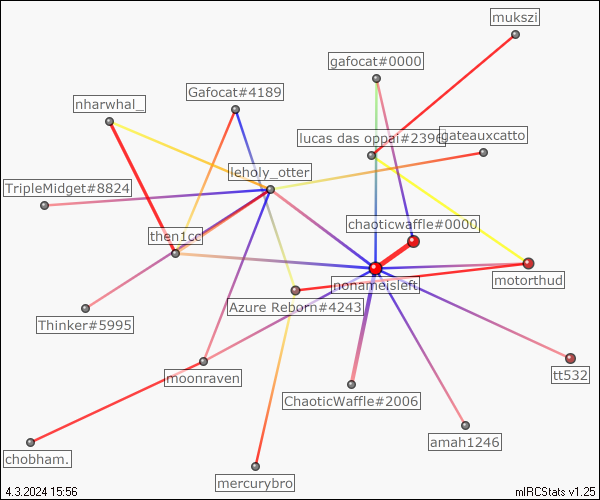 mukszi
gafocat#0000
Gafocat#4189
nharwhal_
lucas das oppai#2396
gateauxcatto
leholy_otter
TripleMidget#8824
chaoticwaffle#0000
then1cc
nonameisleft
motorthud
Azure Reborn#4243
Thinker#5995
moonraven
tt532
ChaoticWaffle#2006
amah1246
chobham.
mercurybro
4.3.2024 15:56
mIRCStats v1.25